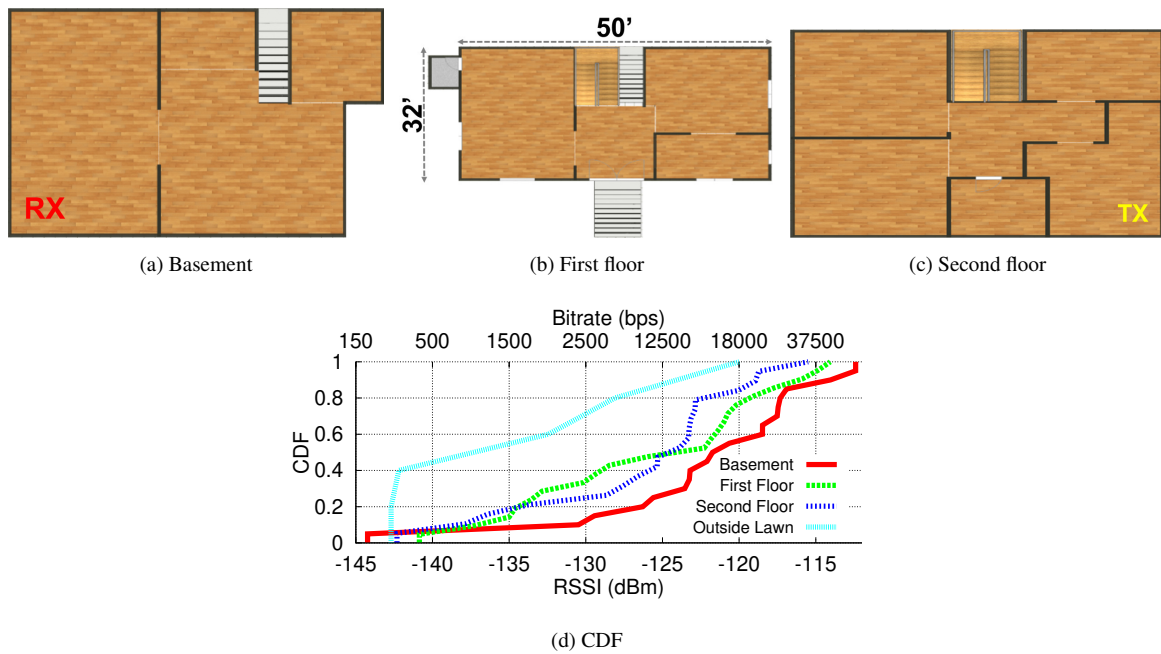 50'
32'
RX
TX
(a) Basement
(b) First floor
(c) Second floor
Bitrate (bps)
150 500 1500 2500 12500 18000 37500
1
0.8
0.6
0.4
0.2
0
CDF
Basement
First Floor
Second Floor
Outside Lawn
-145 -140 -135 -130 -125 -120 -115
RSSI (dBm)
(d) CDF